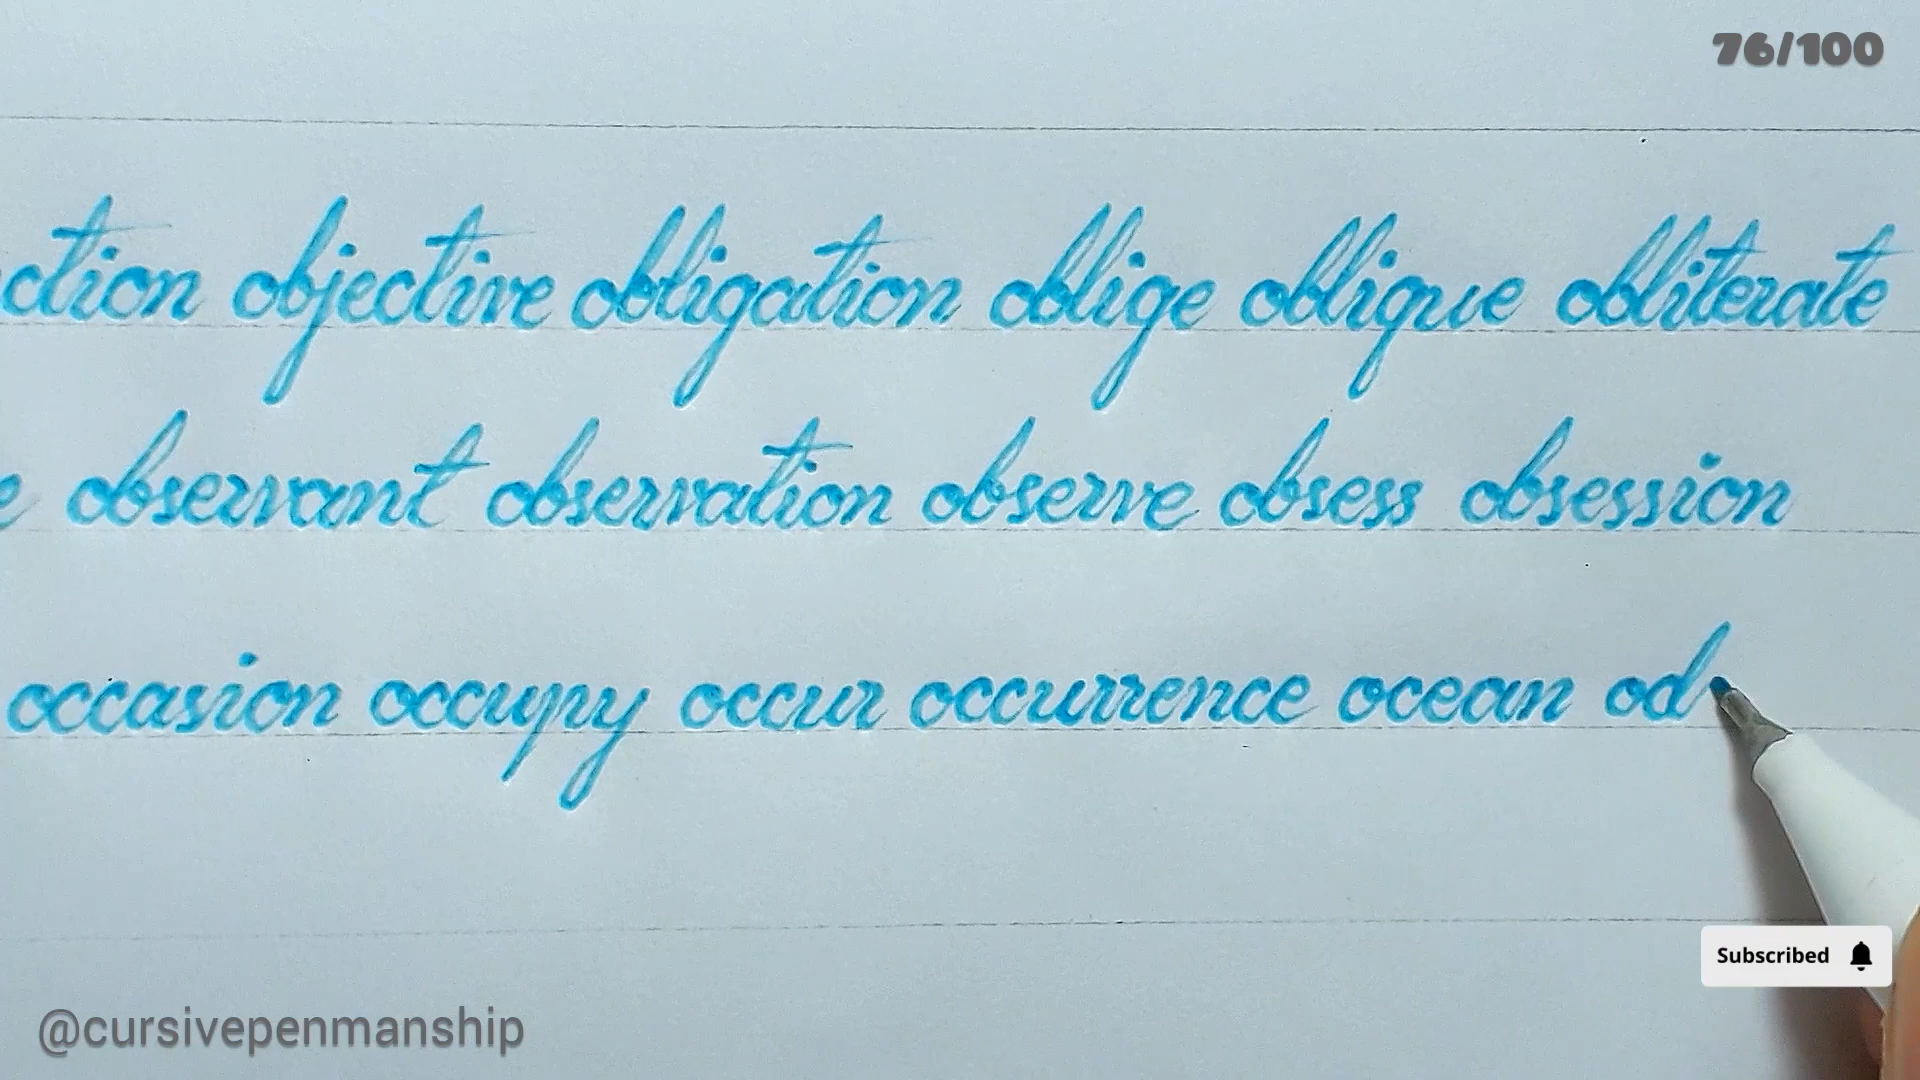 76/100
ction objective obligation oblige oblique obliterate
e observant observation observe obsess obsession
occasion occupy occur occurrence ocean od
Subscribed
@cursivepenmanship